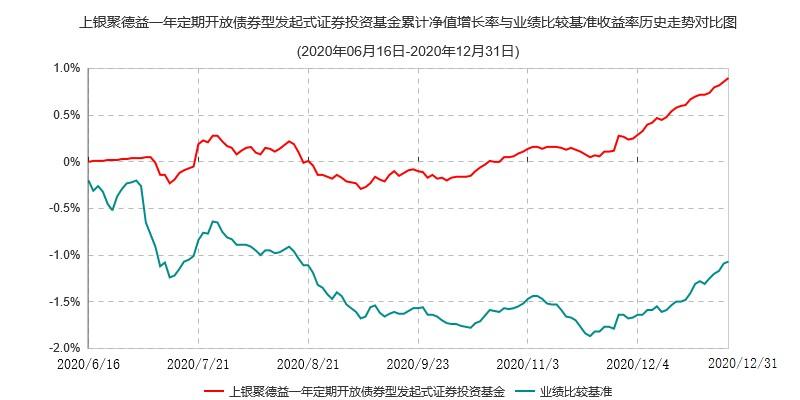 上银聚德益一年定期开放债券型发起式证券投资基金累计净值增长率与业绩比较基准收益率历史走势对比图
(2020年06月16日-2020年12月31日)
1.0%
0.5%
0%
-0.5%
-1.0%
-1.5%
-2.0%
2020/6/16 2020/7/21 2020/8/21 2020/9/23 2020/11/3 2020/12/4 2020/12/31
上银聚德益一年定期开放债券型发起式证券投资基金 业绩比较基准